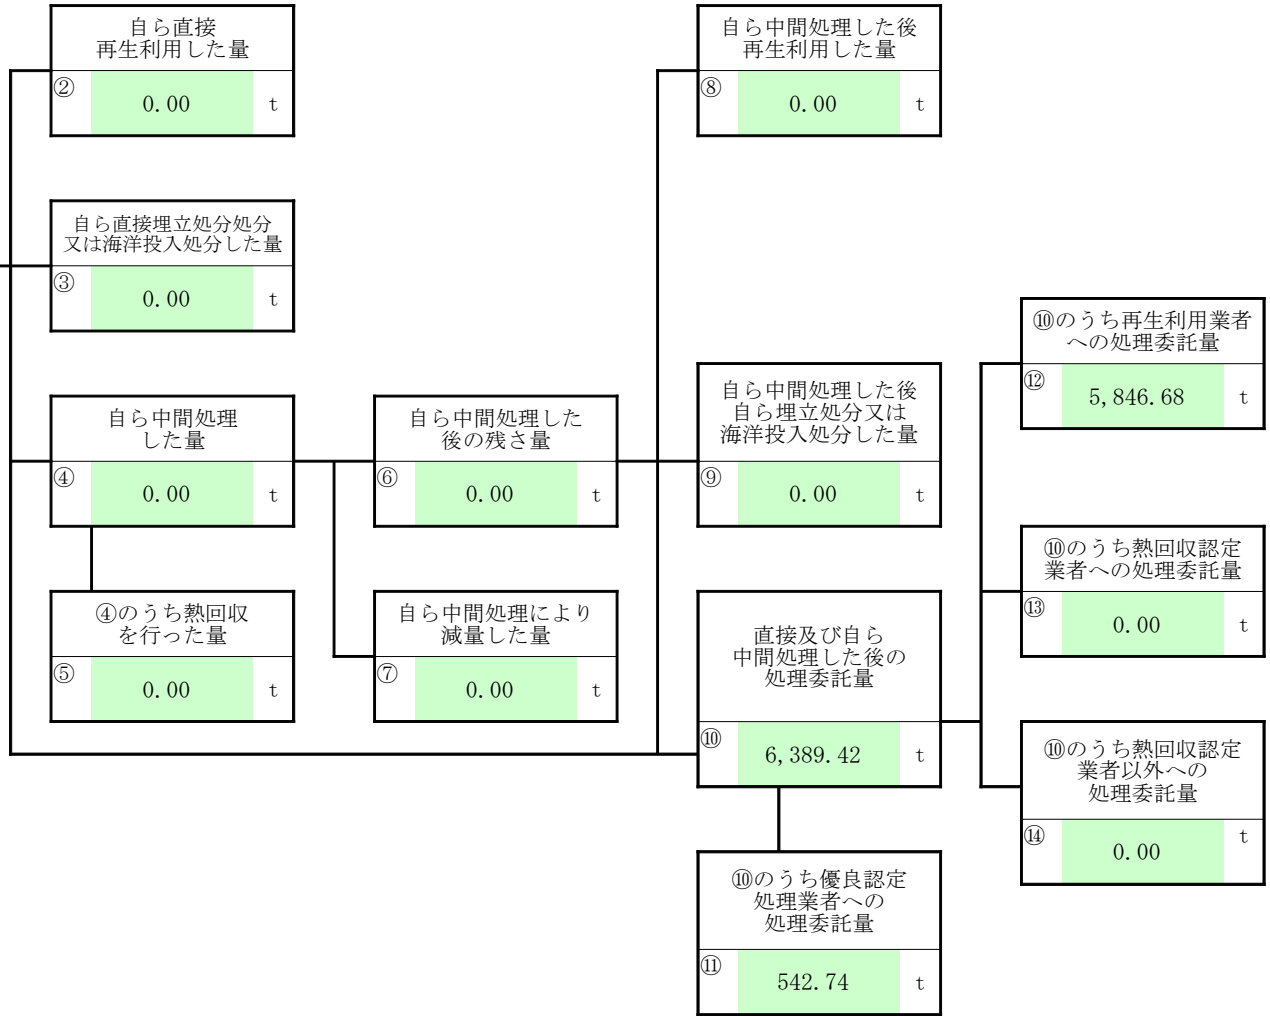 自ら直接
再生利用した量
②
0.00
t
自ら中間処理した後
再生利用した量
⑧
0.00
t
自ら直接埋立処分処分
又は海洋投入処分した量
③
0.00
t
⑩のうち再生利用業者
への処理委託量
⑫
5,846.68
t
自ら中間処理
した量
④
0.00
t
自ら中間処理した
後の残さ量
⑥
0.00
t
自ら中間処理した後
自ら埋立処分又は
海洋投入処分した量
⑨
0.00
t
⑩のうち熱回収認定
業者への処理委託量
⑬
0.00
t
④のうち熱回収
を行った量
⑤
0.00
t
自ら中間処理により
減量した量
⑦
0.00
t
直接及び自ら
中間処理した後の
処理委託量
⑩
6,389.42
t
⑩のうち熱回収認定
業者以外への
処理委託量
⑭
0.00
t
⑩のうち優良認定
処理業者への
処理委託量
⑪
542.74
t